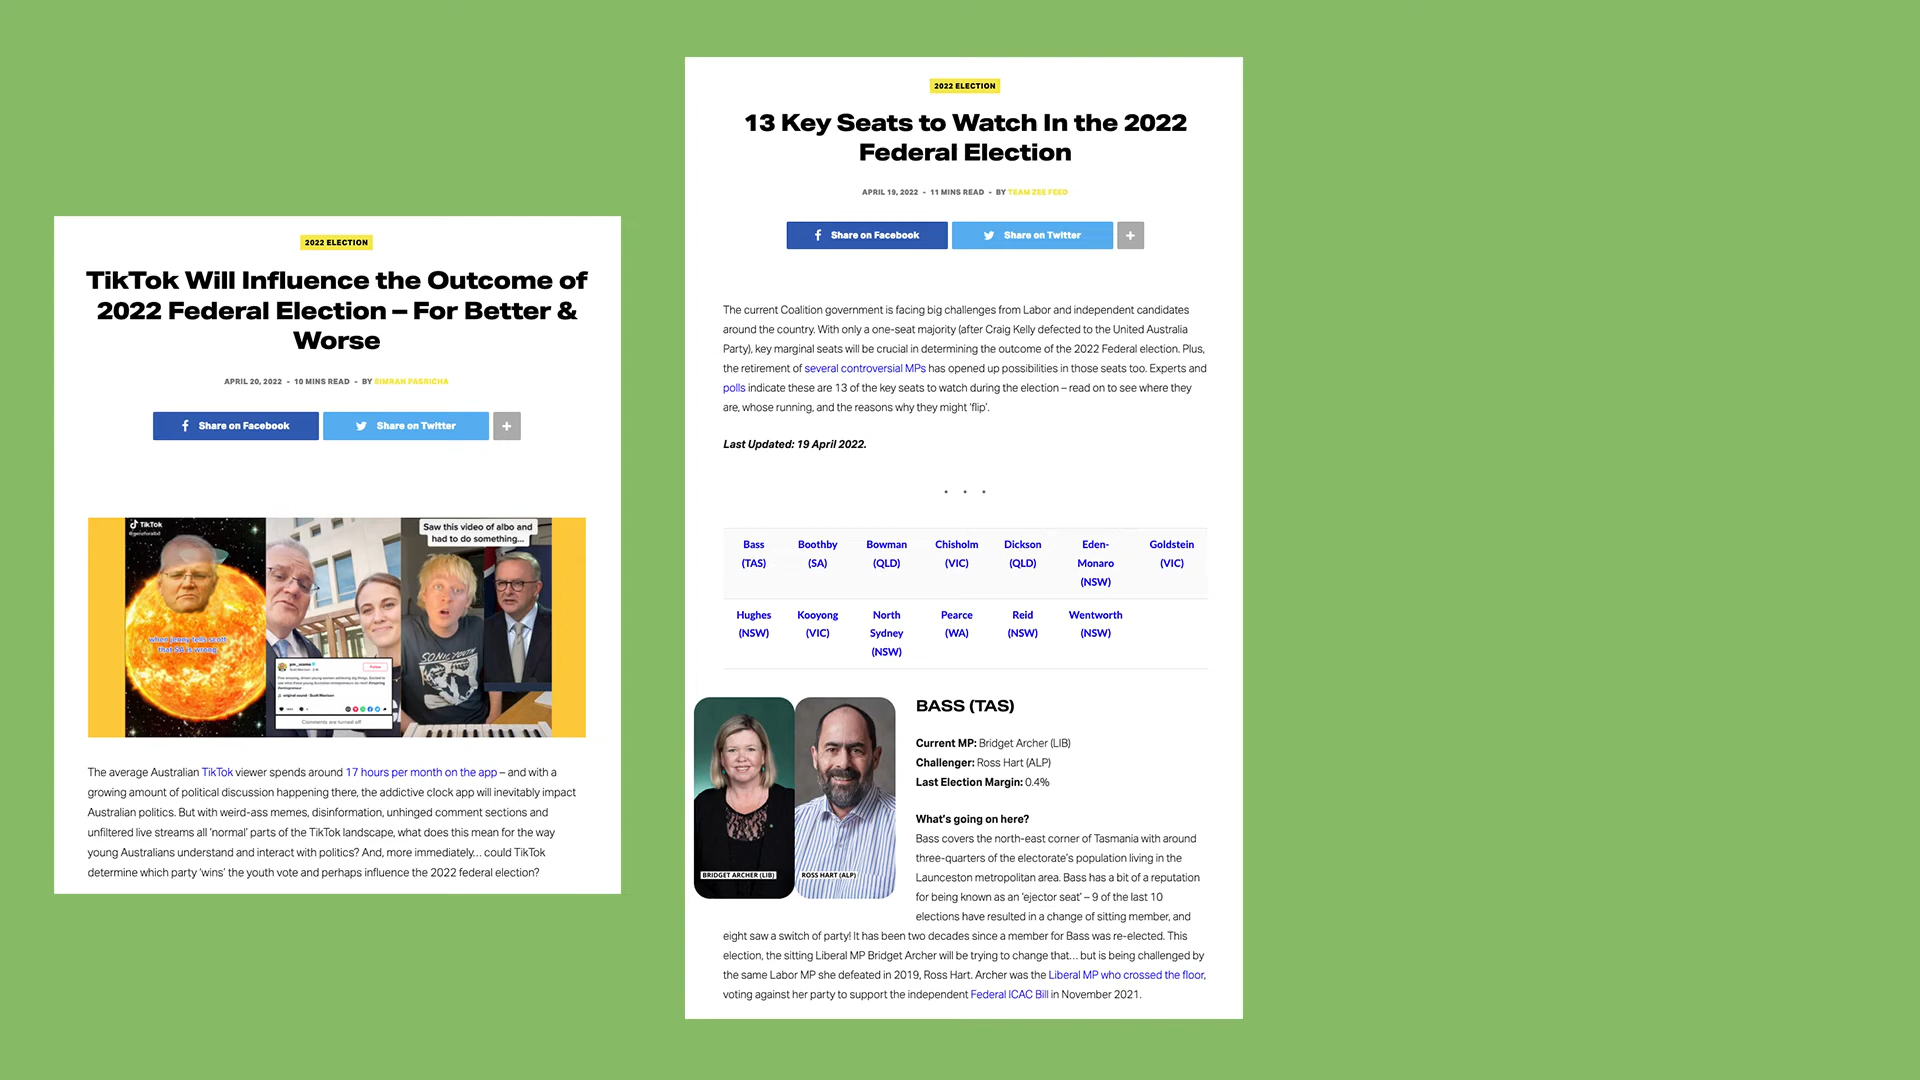 2022 ELECTION
TikTok Will Influence the Outcome of
2022 Federal Election – For Better &
Worse
APRIL 20, 2022 - 10 MINS READ - BY SIMRAN PASRICHA
Share on Facebook
Share on Twitter
+
TikTok
when jenny tells scott
that SA is wrong
Follow
original sound - Scott Morrison
Comments are turned off
Saw this video of albo and
had to do something...
SONIC YOUTH
The average Australian TikTok viewer spends around 17 hours per month on the app – and with a
growing amount of political discussion happening there, the addictive clock app will inevitably impact
Australian politics. But with weird-ass memes, disinformation, unhinged comment sections and
unfiltered live streams all ‘normal’ parts of the TikTok landscape, what does this mean for the way
young Australians understand and interact with politics? And, more immediately… could TikTok
determine which party ‘wins’ the youth vote and perhaps influence the 2022 federal election?
2022 ELECTION
13 Key Seats to Watch In the 2022
Federal Election
APRIL 19, 2022 - 11 MINS READ - BY TEAM ZEE FEED
Share on Facebook
Share on Twitter
+
The current Coalition government is facing big challenges from Labor and independent candidates
around the country. With only a one-seat majority (after Craig Kelly defected to the United Australia
Party), key marginal seats will be crucial in determining the outcome of the 2022 Federal election. Plus,
the retirement of several controversial MPs has opened up possibilities in those seats too. Experts and
polls indicate these are 13 of the key seats to watch during the election – read on to see where they
are, whose running, and the reasons why they might ‘flip’.
Last Updated: 19 April 2022.
• • •
Bass Boothby Bowman Chisholm Dickson Eden- Goldstein
(TAS) (SA) (QLD) (VIC) (QLD) Monaro (VIC)
(NSW)
Hughes Kooyong North Pearce Reid Wentworth
(NSW) (VIC) Sydney (WA) (NSW) (NSW)
(NSW)
BRIDGET ARCHER (LIB)
ROSS HART (ALP)
BASS (TAS)
Current MP: Bridget Archer (LIB)
Challenger: Ross Hart (ALP)
Last Election Margin: 0.4%
What’s going on here?
Bass covers the north-east corner of Tasmania with around
three-quarters of the electorate’s population living in the
Launceston metropolitan area. Bass has a bit of a reputation
for being known as an ‘ejector seat’ – 9 of the last 10
elections have resulted in a change of sitting member, and
eight saw a switch of party! It has been two decades since a member for Bass was re-elected. This
election, the sitting Liberal MP Bridget Archer will be trying to change that… but is being challenged by
the same Labor MP she defeated in 2019, Ross Hart. Archer was the Liberal MP who crossed the floor,
voting against her party to support the independent Federal ICAC Bill in November 2021.